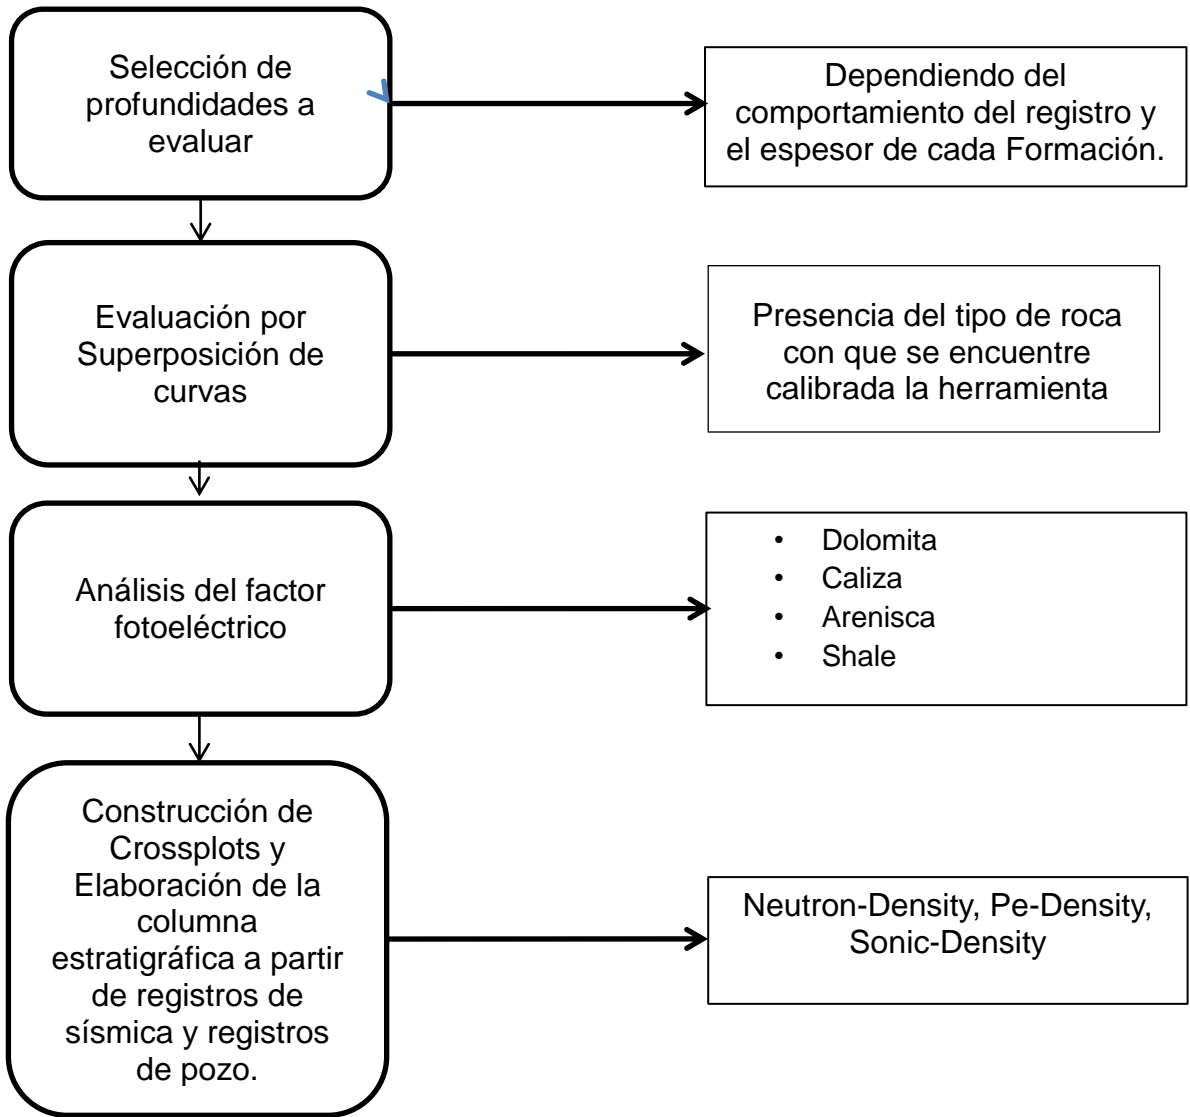 Selección de
profundidades a
evaluar
Dependiendo del
comportamiento del registro y
el espesor de cada Formación.
Evaluación por
Superposición de
curvas
Presencia del tipo de roca
con que se encuentre
calibrada la herramienta
Análisis del factor
fotoeléctrico
• Dolomita
• Caliza
• Arenisca
• Shale
Construcción de
Crossplots y
Elaboración de la
columna
estratigráfica a partir
de registros de
sísmica y registros
de pozo.
Neutron-Density, Pe-Density,
Sonic-Density